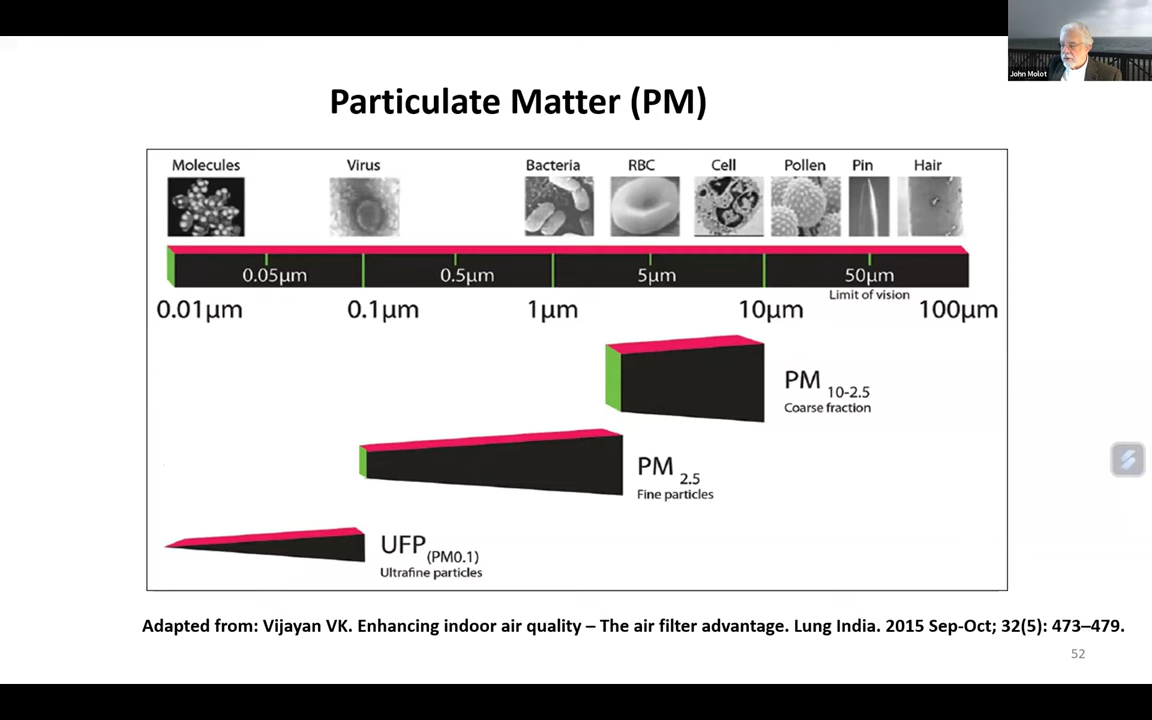 John Molot
Particulate Matter (PM)
Molecules Virus Bacteria RBC Cell Pollen Pin Hair
0.05µm 0.5µm 5µm 50µm
Limit of vision
0.01µm 0.1µm 1µm 10µm 100µm
PM 10-2.5
Coarse fraction
PM 2.5
Fine particles
UFP (PM0.1)
Ultrafine particles
Adapted from: Vijayan VK. Enhancing indoor air quality – The air filter advantage. Lung India. 2015 Sep-Oct; 32(5): 473–479.
52